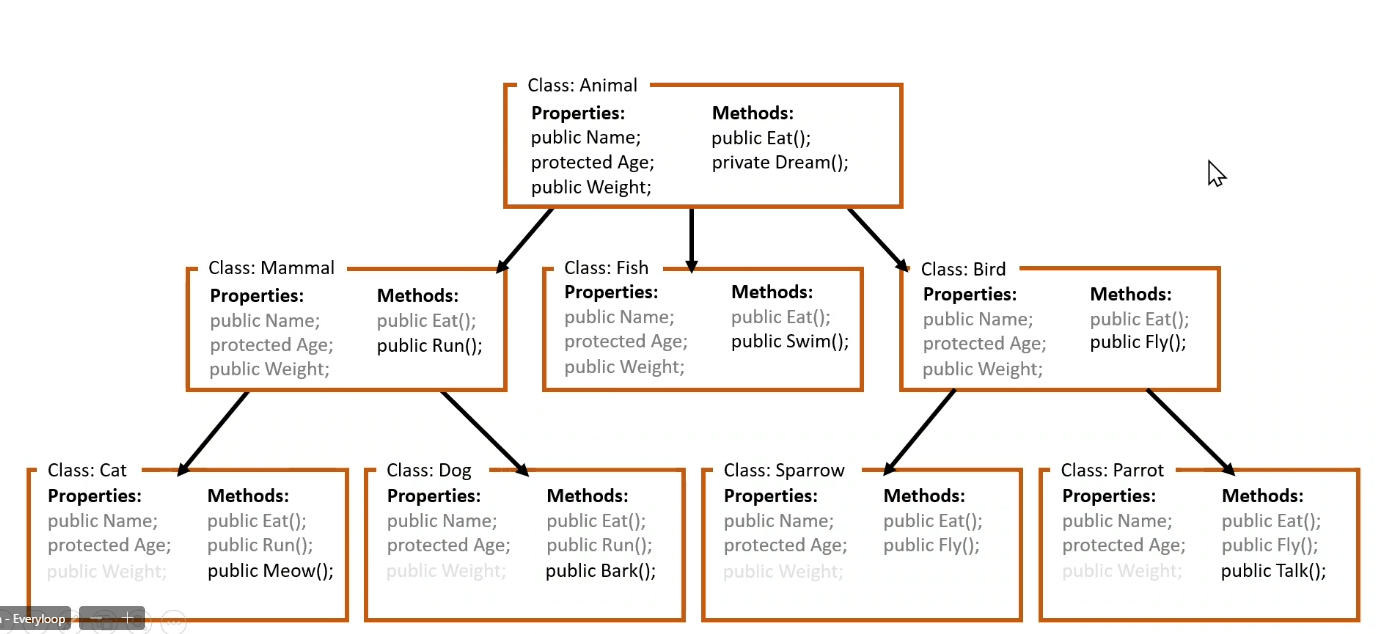 Class: Animal
Properties:
public Name;
protected Age;
public Weight;
Methods:
public Eat();
private Dream();
Class: Mammal
Properties:
public Name;
protected Age;
public Weight;
Methods:
public Eat();
public Run();
Class: Fish
Properties:
public Name;
protected Age;
public Weight;
Methods:
public Eat();
public Swim();
Class: Bird
Properties:
public Name;
protected Age;
public Weight;
Methods:
public Eat();
public Fly();
Class: Cat
Properties:
public Name;
protected Age;
public Weight;
Methods:
public Eat();
public Run();
public Meow();
Class: Dog
Properties:
public Name;
protected Age;
public Weight;
Methods:
public Eat();
public Run();
public Bark();
Class: Sparrow
Properties:
public Name;
protected Age;
public Weight;
Methods:
public Eat();
public Fly();
Class: Parrot
Properties:
public Name;
protected Age;
public Weight;
Methods:
public Eat();
public Fly();
public Talk();
- Everyloop